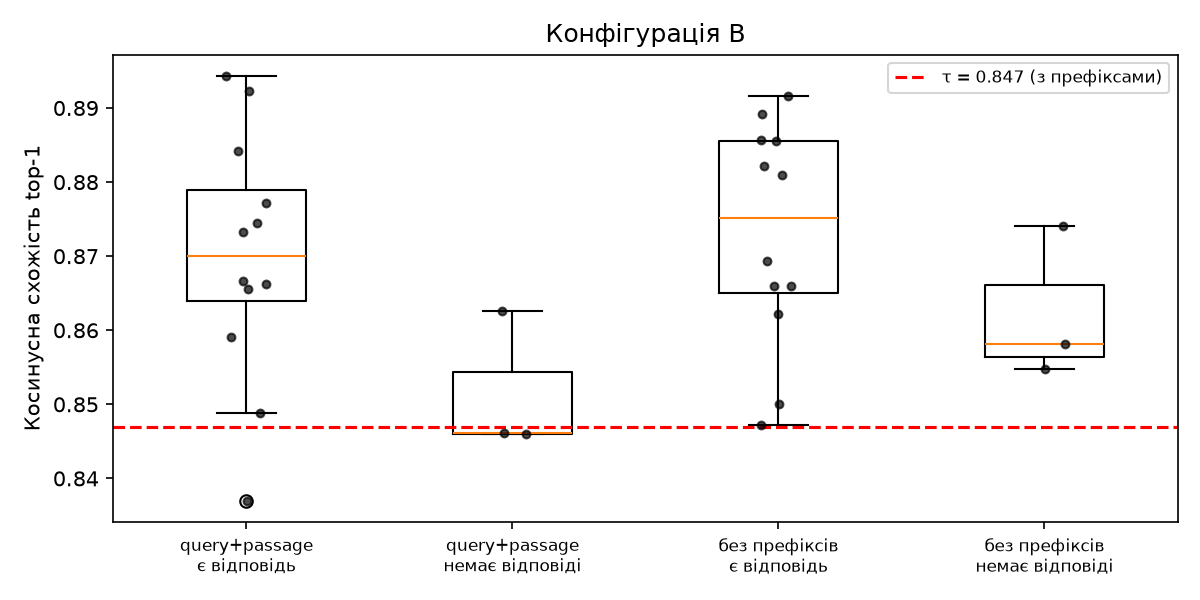 Конфігурація B
τ = 0.847 (з префіксами)
Косинусна схожість top-1
0.89
0.88
0.87
0.86
0.85
0.84
query+passage
є відповідь
query+passage
немає відповіді
без префіксів
є відповідь
без префіксів
немає відповіді